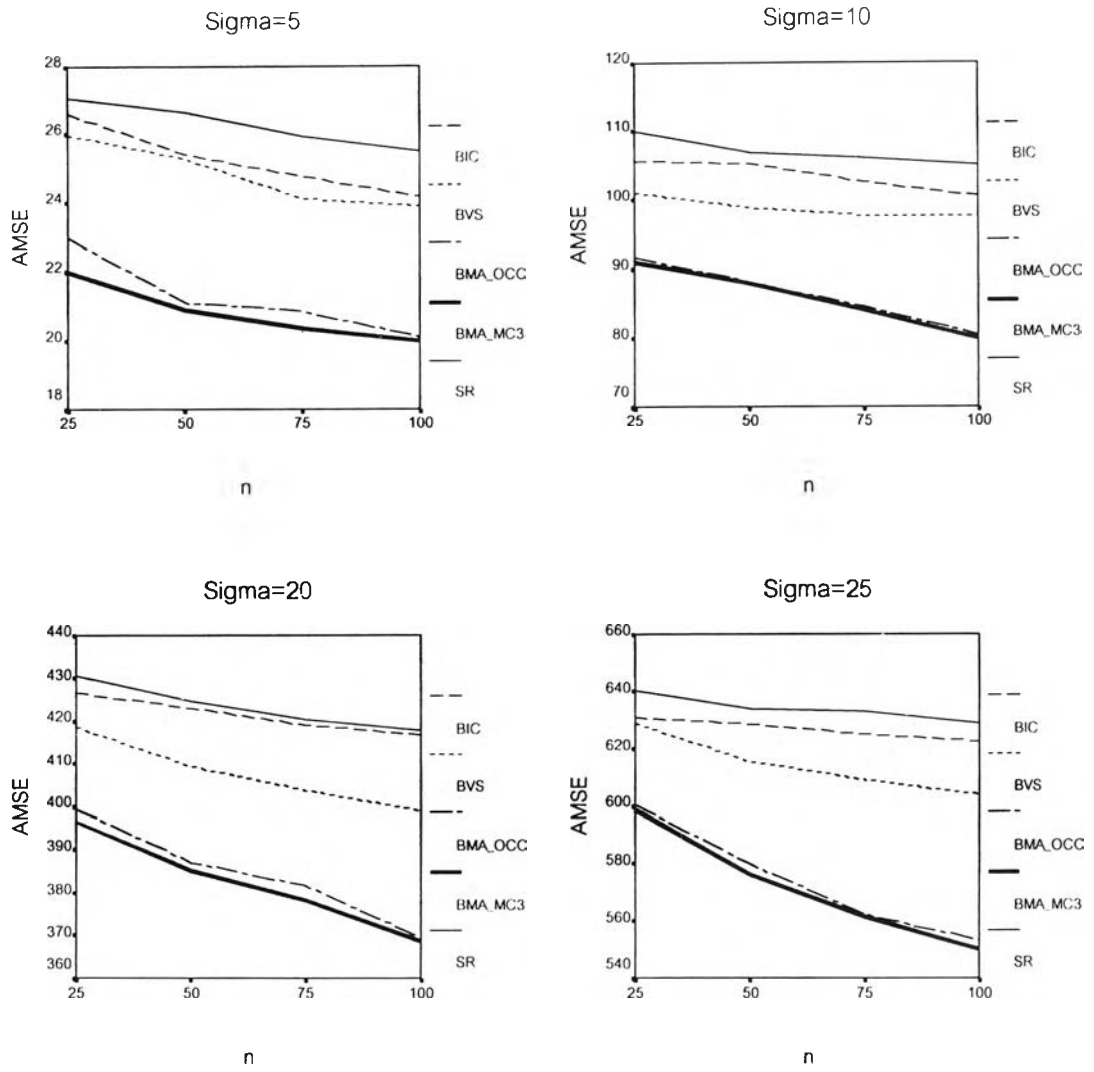 Sigma=5
28
26
24
22
20
18
AMSE
25
50
75
100
n
BIC
BVS
BMA_OCC
BMA_MC3
SR
Sigma=10
120
110
100
90
80
70
AMSE
25
50
75
100
n
BIC
BVS
BMA_OCC
BMA_MC3
SR
Sigma=20
440
430
420
410
400
390
380
370
360
AMSE
25
50
75
100
n
BIC
BVS
BMA_OCC
BMA_MC3
SR
Sigma=25
660
640
620
600
580
560
540
AMSE
25
50
75
100
n
BIC
BVS
BMA_OCC
BMA_MC3
SR